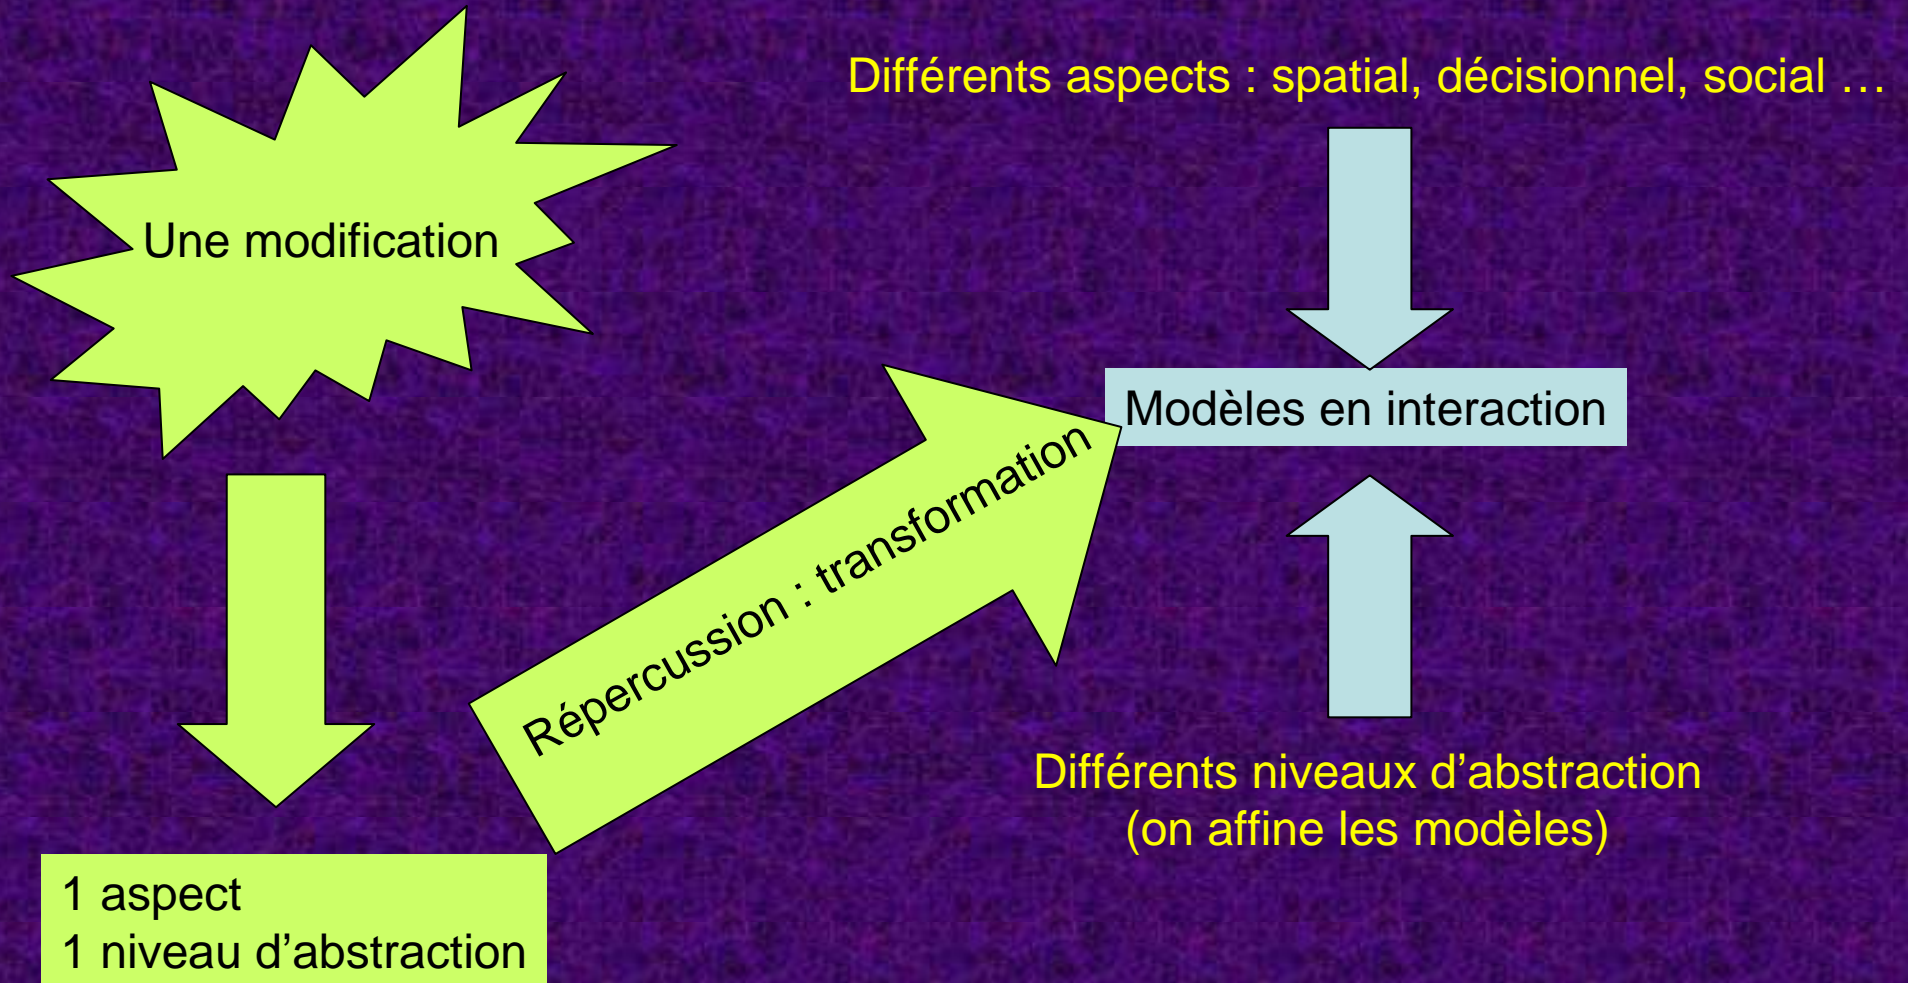 Différents aspects : spatial, décisionnel, social …
Une modification
Modèles en interaction
Répercussion : transformation
Différents niveaux d’abstraction
(on affine les modèles)
1 aspect
1 niveau d’abstraction